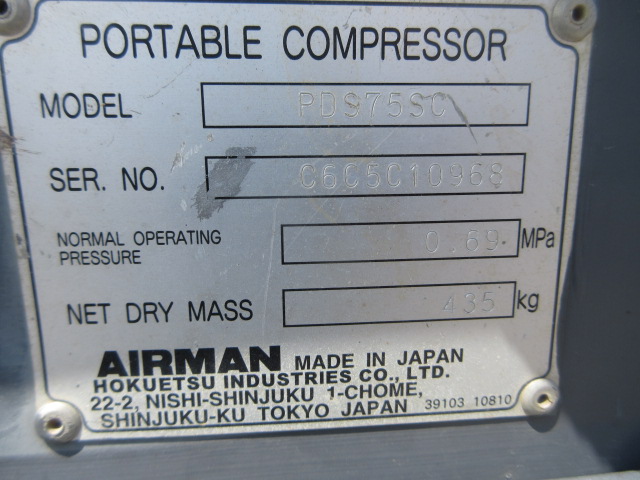 PORTABLE COMPRESSOR
MODEL PDS75SC
SER. NO. C6C5C10968
NORMAL OPERATING
PRESSURE 0.69 MPa
NET DRY MASS 435 kg
AIRMAN MADE IN JAPAN
HOKUETSU INDUSTRIES CO., LTD.
22-2, NISHI-SHINJUKU 1-CHOME,
SHINJUKU-KU TOKYO JAPAN 39103 10810